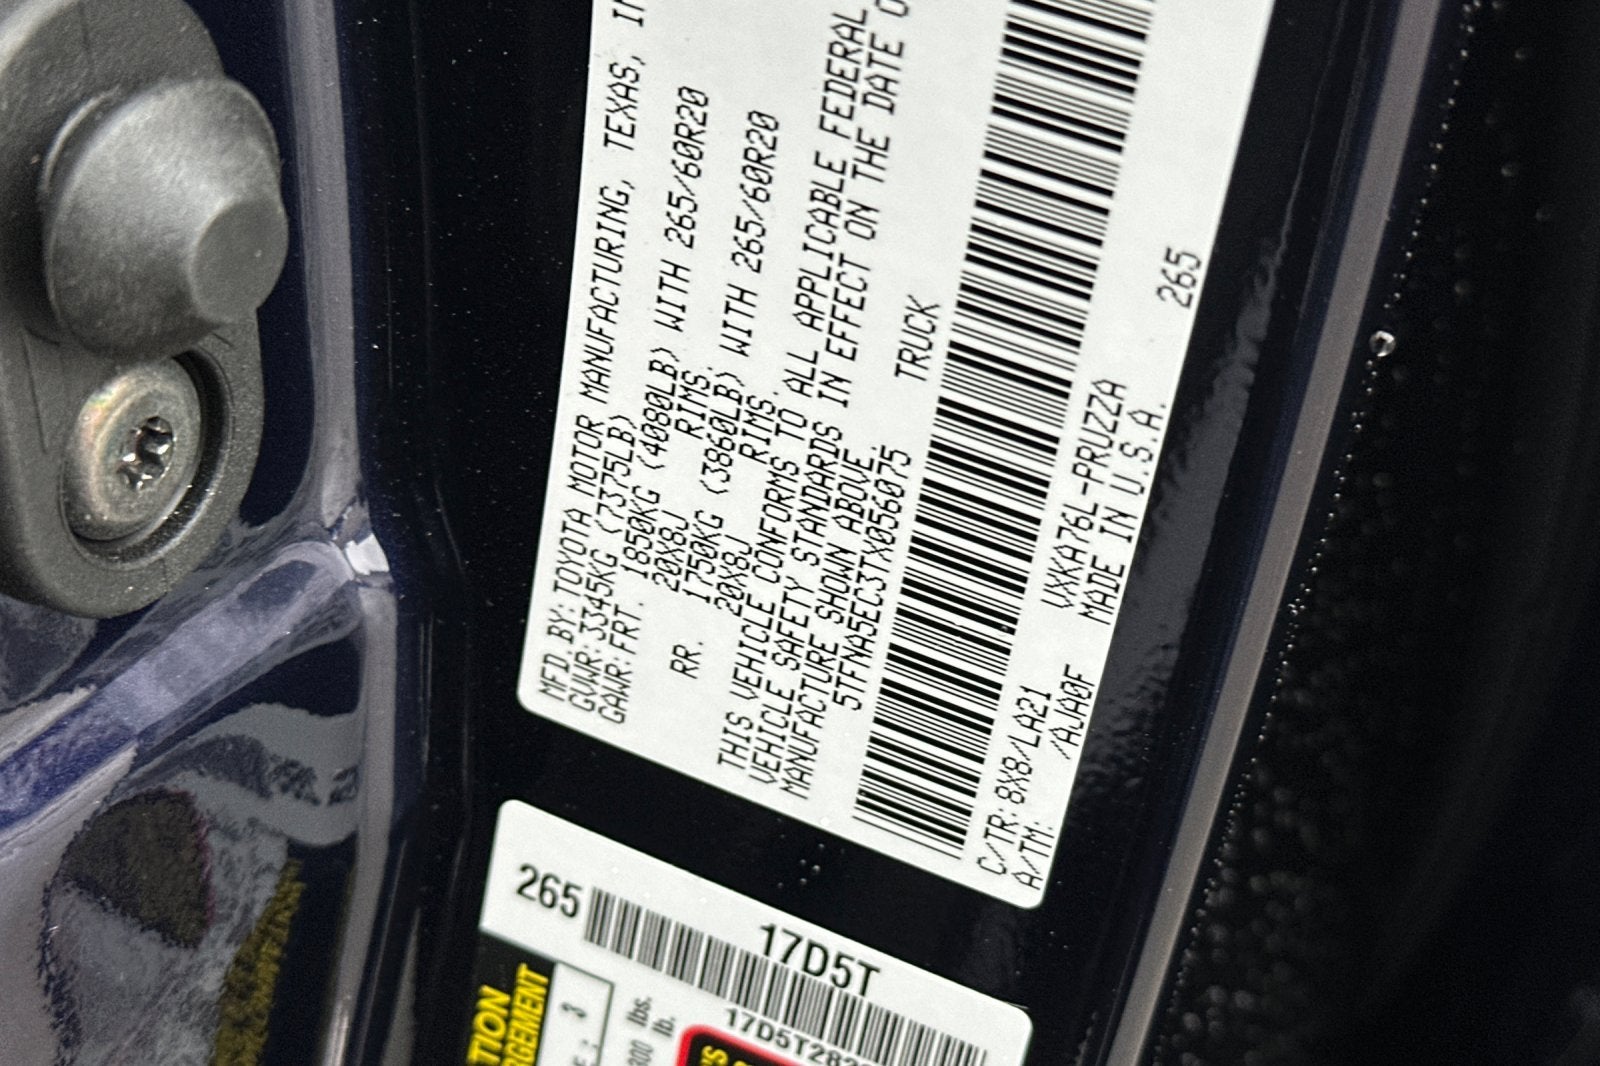 MFD.BY:TOYOTA MOTOR MANUFACTURING, TEXAS,
GVWR:3345KG (7375LB)
GAWR:FRT. 1850KG (4080LB) WITH 265/60R20
20X8J RIMS,
RR. 1750KG (3860LB) WITH 265/60R20
20X8J RIMS.
THIS VEHICLE CONFORMS TO ALL APPLICABLE FEDERAL
VEHICLE SAFETY STANDARDS IN EFFECT ON THE DATE
MANUFACTURE SHOWN ABOVE.
5TFNA5EC3TX056075 TRUCK
C/TR:8X8/LA21 VXKA76L-PRUZZA
A/TM: /AJA0F MADE IN U.S.A. 265
265
17D5T
lbs.
lb.